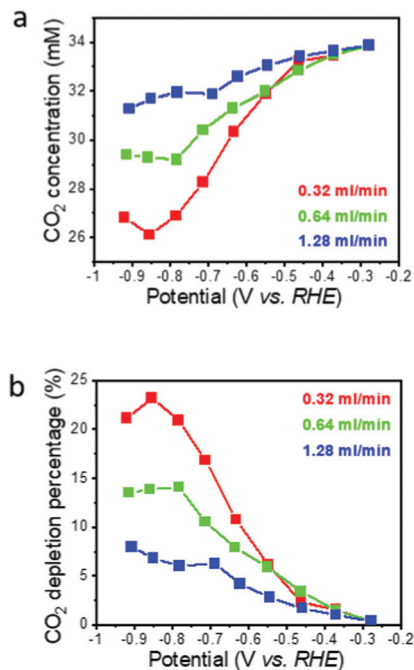 a
CO₂ concentration (mM)
34
32
30
28
26
0.32 ml/min
0.64 ml/min
1.28 ml/min
-1 -0.9 -0.8 -0.7 -0.6 -0.5 -0.4 -0.3 -0.2
Potential (V vs. RHE)
b
CO₂ depletion percentage (%)
25
20
15
10
5
0
0.32 ml/min
0.64 ml/min
1.28 ml/min
-1 -0.9 -0.8 -0.7 -0.6 -0.5 -0.4 -0.3 -0.2
Potential (V vs. RHE)